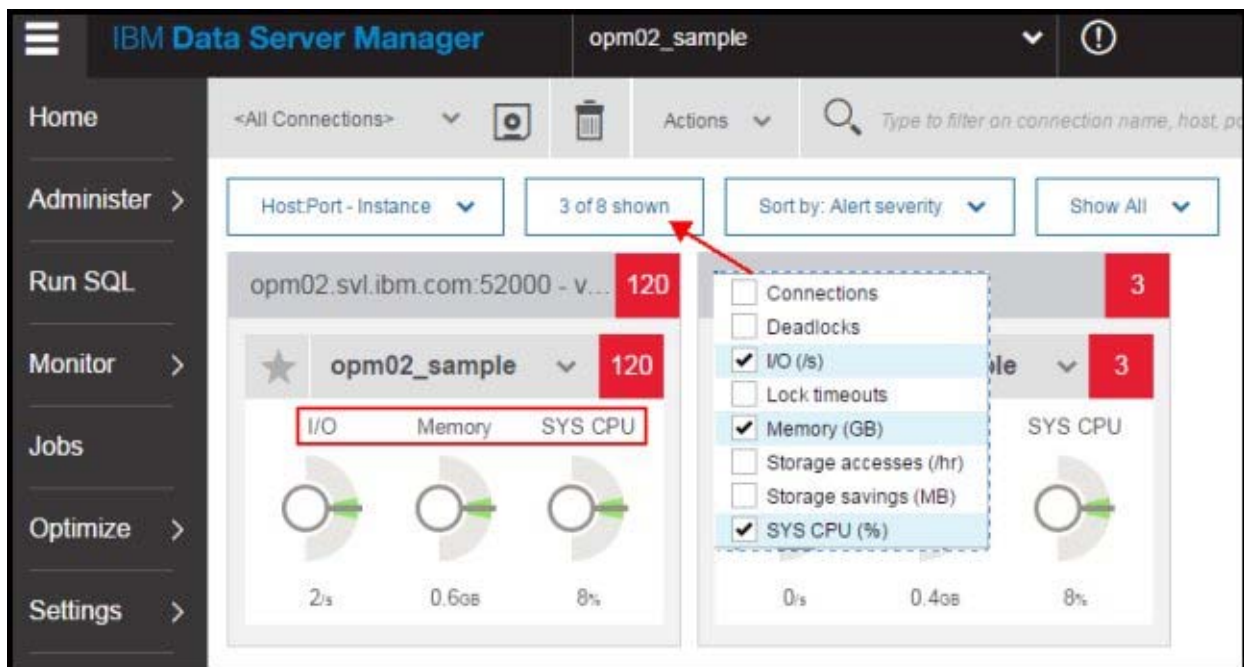 IBM Data Server Manager opm02_sample
Home <All Connections> Actions Type to filter on connection name, host,
Administer Host:Port - Instance 3 of 8 shown Sort by: Alert severity Show All
Run SQL opm02.svl.ibm.com:52000 - v... 120 3
Connections
Deadlocks
Monitor opm02_sample 120 I/O (/s) 3
Lock timeouts
I/O Memory SYS CPU Memory (GB) SYS CPU
Jobs
Storage accesses (/hr)
Storage savings (MB)
Optimize SYS CPU (%)
Settings 2/s 0.6GB 8% 0/s 0.4GB 8%